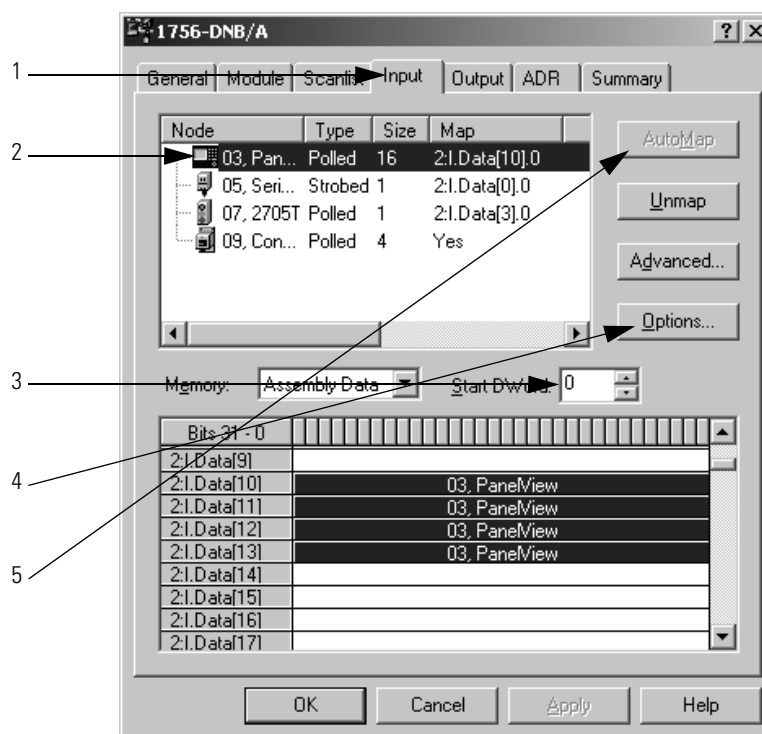 1756-DNB/A
?
1
General Module Scanlist Input Output ADR Summary
Node Type Size Map
AutoMap
2
03, Pan... Polled 16 2:I.Data[10].0
05, Seri... Strobed 1 2:I.Data[0].0
Unmap
07, 2705T Polled 1 2:I.Data[3].0
09, Con... Polled 4 Yes
Advanced...
Options...
3
Memory: Assembly Data Start DWord: 0
Bits 31 - 0
2:I.Data[9]
4
2:I.Data[10] 03, PanelView
2:I.Data[11] 03, PanelView
2:I.Data[12] 03, PanelView
2:I.Data[13] 03, PanelView
5
2:I.Data[14]
2:I.Data[15]
2:I.Data[16]
2:I.Data[17]
OK Cancel Apply Help